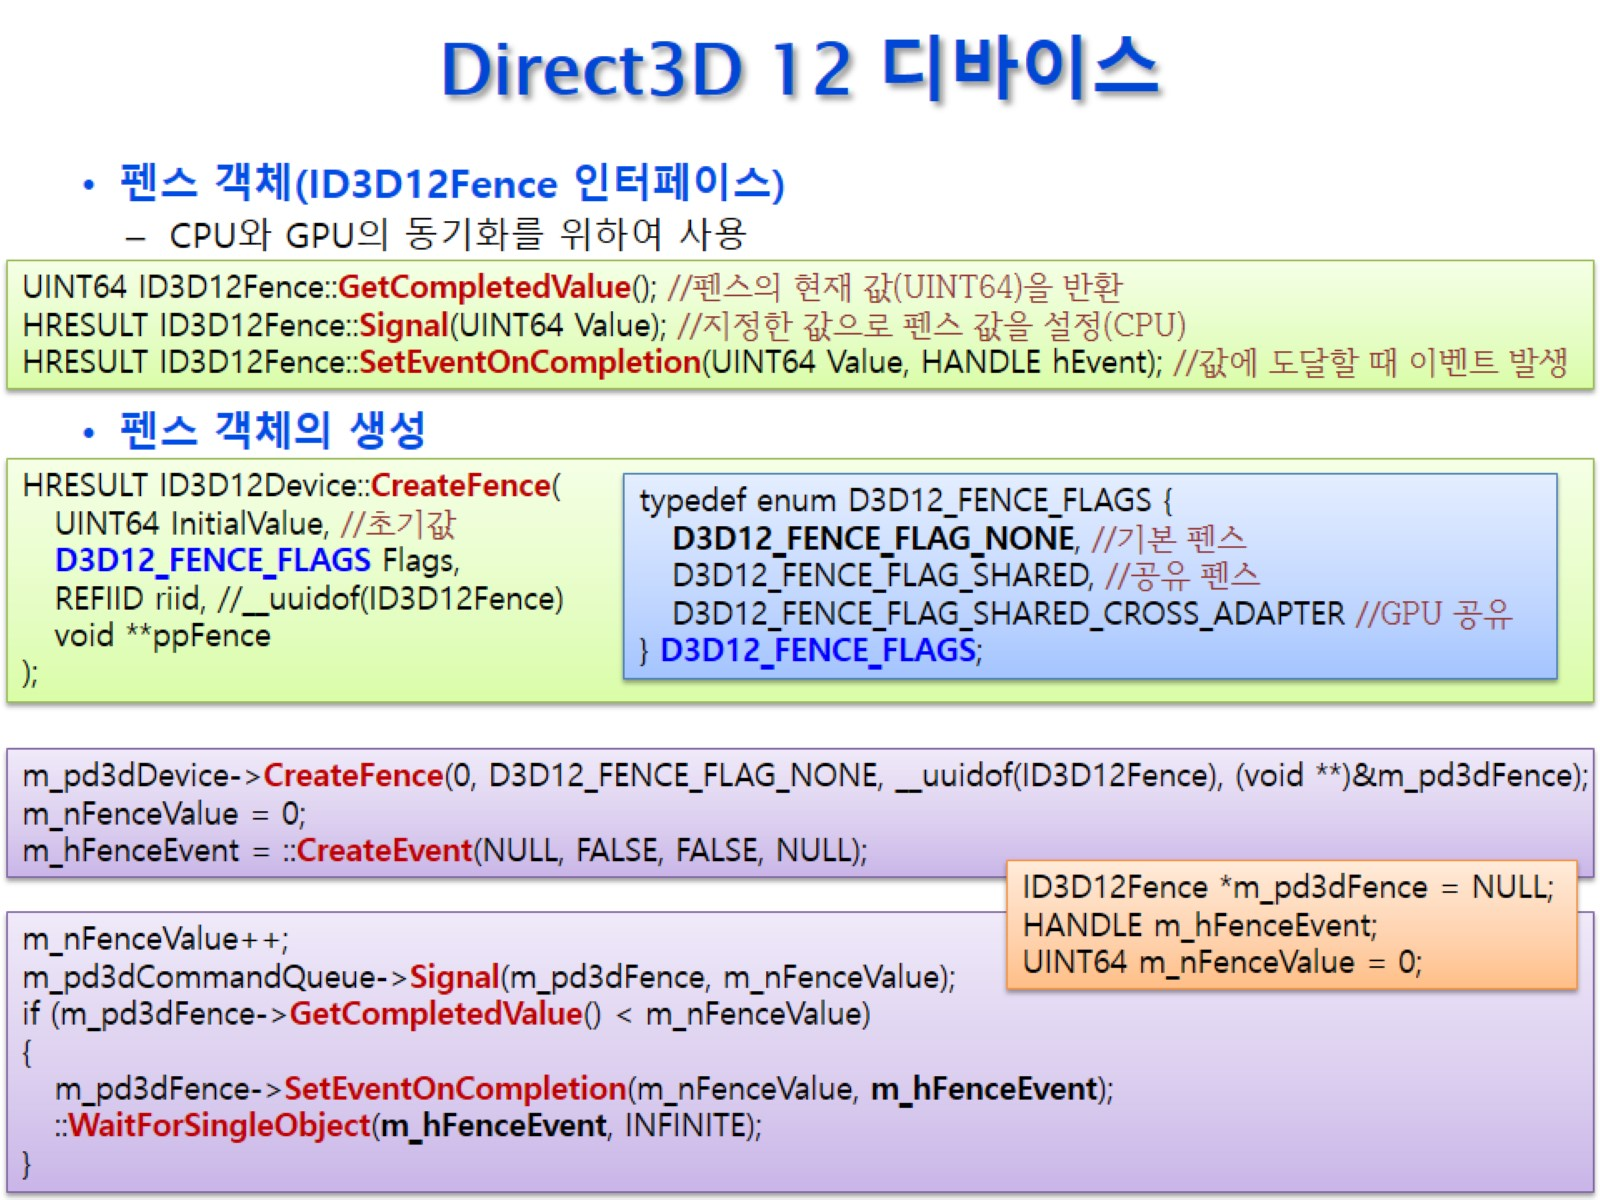 Direct3D 12 디바이스
• 펜스 객체(ID3D12Fence 인터페이스)
– CPU와 GPU의 동기화를 위하여 사용
UINT64 ID3D12Fence::GetCompletedValue(); //펜스의 현재 값(UINT64)을 반환
HRESULT ID3D12Fence::Signal(UINT64 Value); //지정한 값으로 펜스 값을 설정(CPU)
HRESULT ID3D12Fence::SetEventOnCompletion(UINT64 Value, HANDLE hEvent); //값에 도달할 때 이벤트 발생
• 펜스 객체의 생성
HRESULT ID3D12Device::CreateFence(
UINT64 InitialValue, //초기값
D3D12_FENCE_FLAGS Flags,
REFIID riid, //__uuidof(ID3D12Fence)
void **ppFence
);
typedef enum D3D12_FENCE_FLAGS {
D3D12_FENCE_FLAG_NONE, //기본 펜스
D3D12_FENCE_FLAG_SHARED, //공유 펜스
D3D12_FENCE_FLAG_SHARED_CROSS_ADAPTER //GPU 공유
} D3D12_FENCE_FLAGS;
m_pd3dDevice->CreateFence(0, D3D12_FENCE_FLAG_NONE, __uuidof(ID3D12Fence), (void **)&m_pd3dFence);
m_nFenceValue = 0;
m_hFenceEvent = ::CreateEvent(NULL, FALSE, FALSE, NULL);
ID3D12Fence *m_pd3dFence = NULL;
HANDLE m_hFenceEvent;
UINT64 m_nFenceValue = 0;
m_nFenceValue++;
m_pd3dCommandQueue->Signal(m_pd3dFence, m_nFenceValue);
if (m_pd3dFence->GetCompletedValue() < m_nFenceValue)
{
m_pd3dFence->SetEventOnCompletion(m_nFenceValue, m_hFenceEvent);
::WaitForSingleObject(m_hFenceEvent, INFINITE);
}